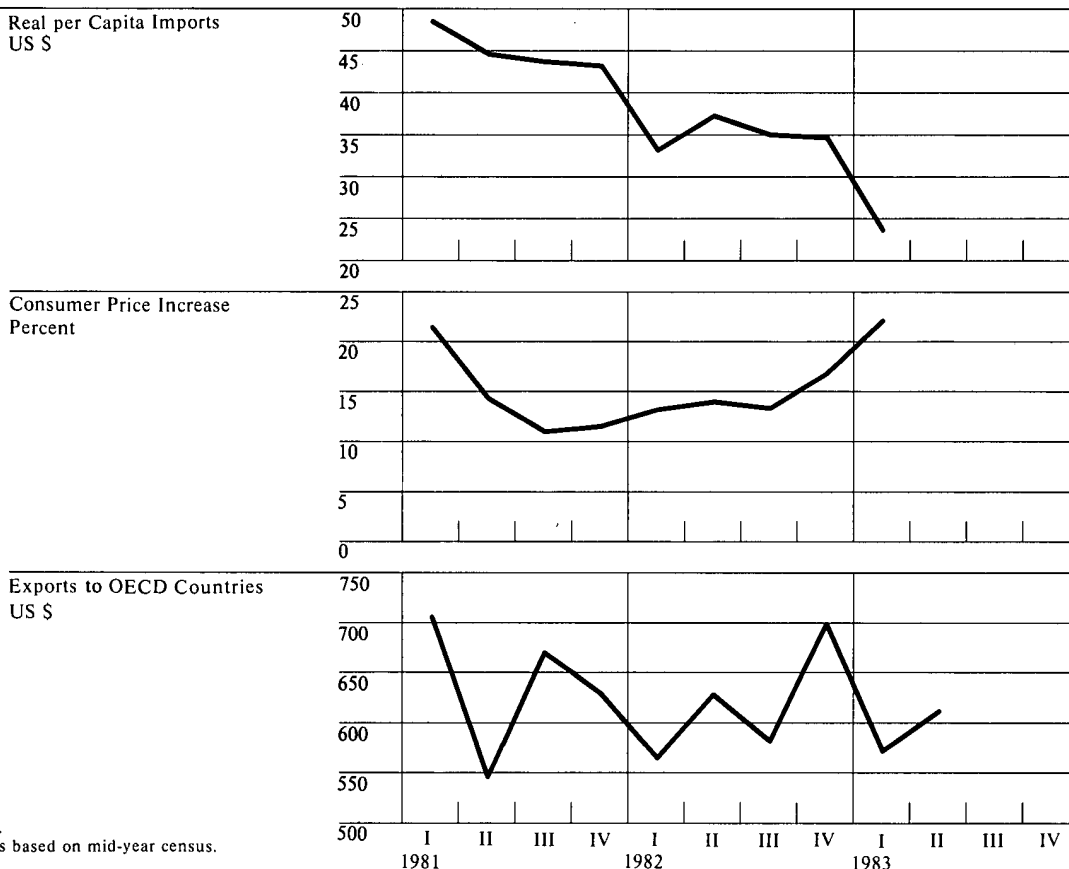 Real per Capita Imports
US $
50
45
40
35
30
25
20
Consumer Price Increase
Percent
25
20
15
10
5
0
Exports to OECD Countries
US $
750
700
650
600
550
500
I II III IV I II III IV I II III IV
1981 1982 1983
s based on mid-year census.